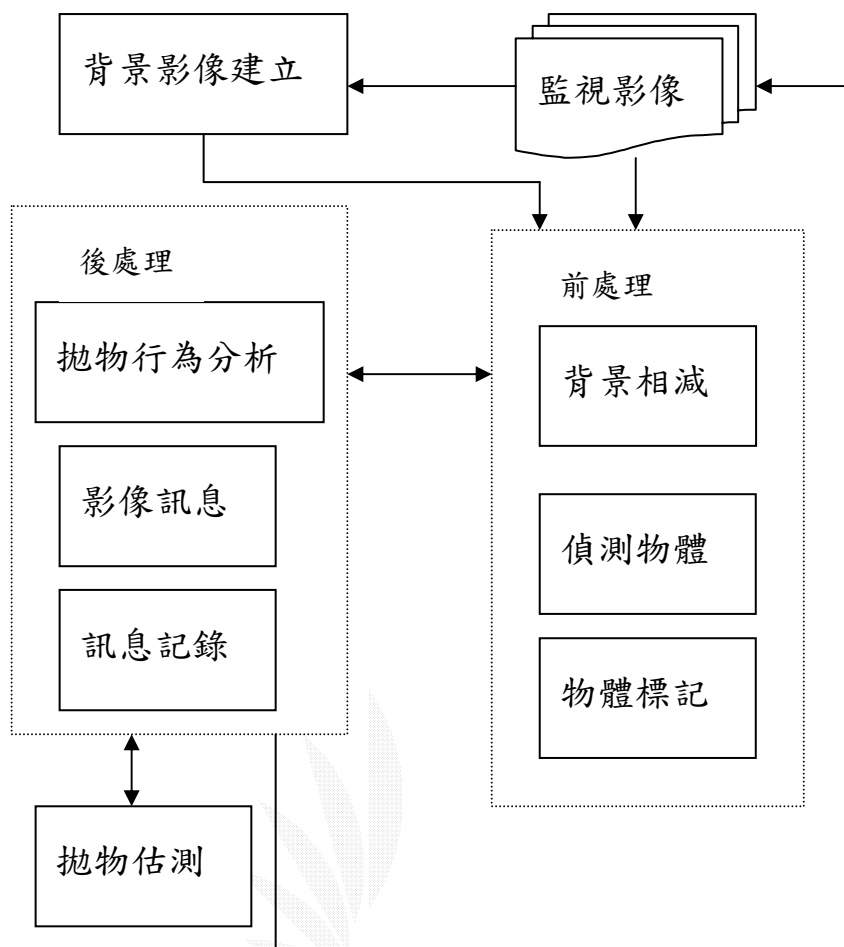 背景影像建立
監視影像
後處理
拋物行為分析
影像訊息
訊息記錄
拋物估測
前處理
背景相減
偵測物體
物體標記